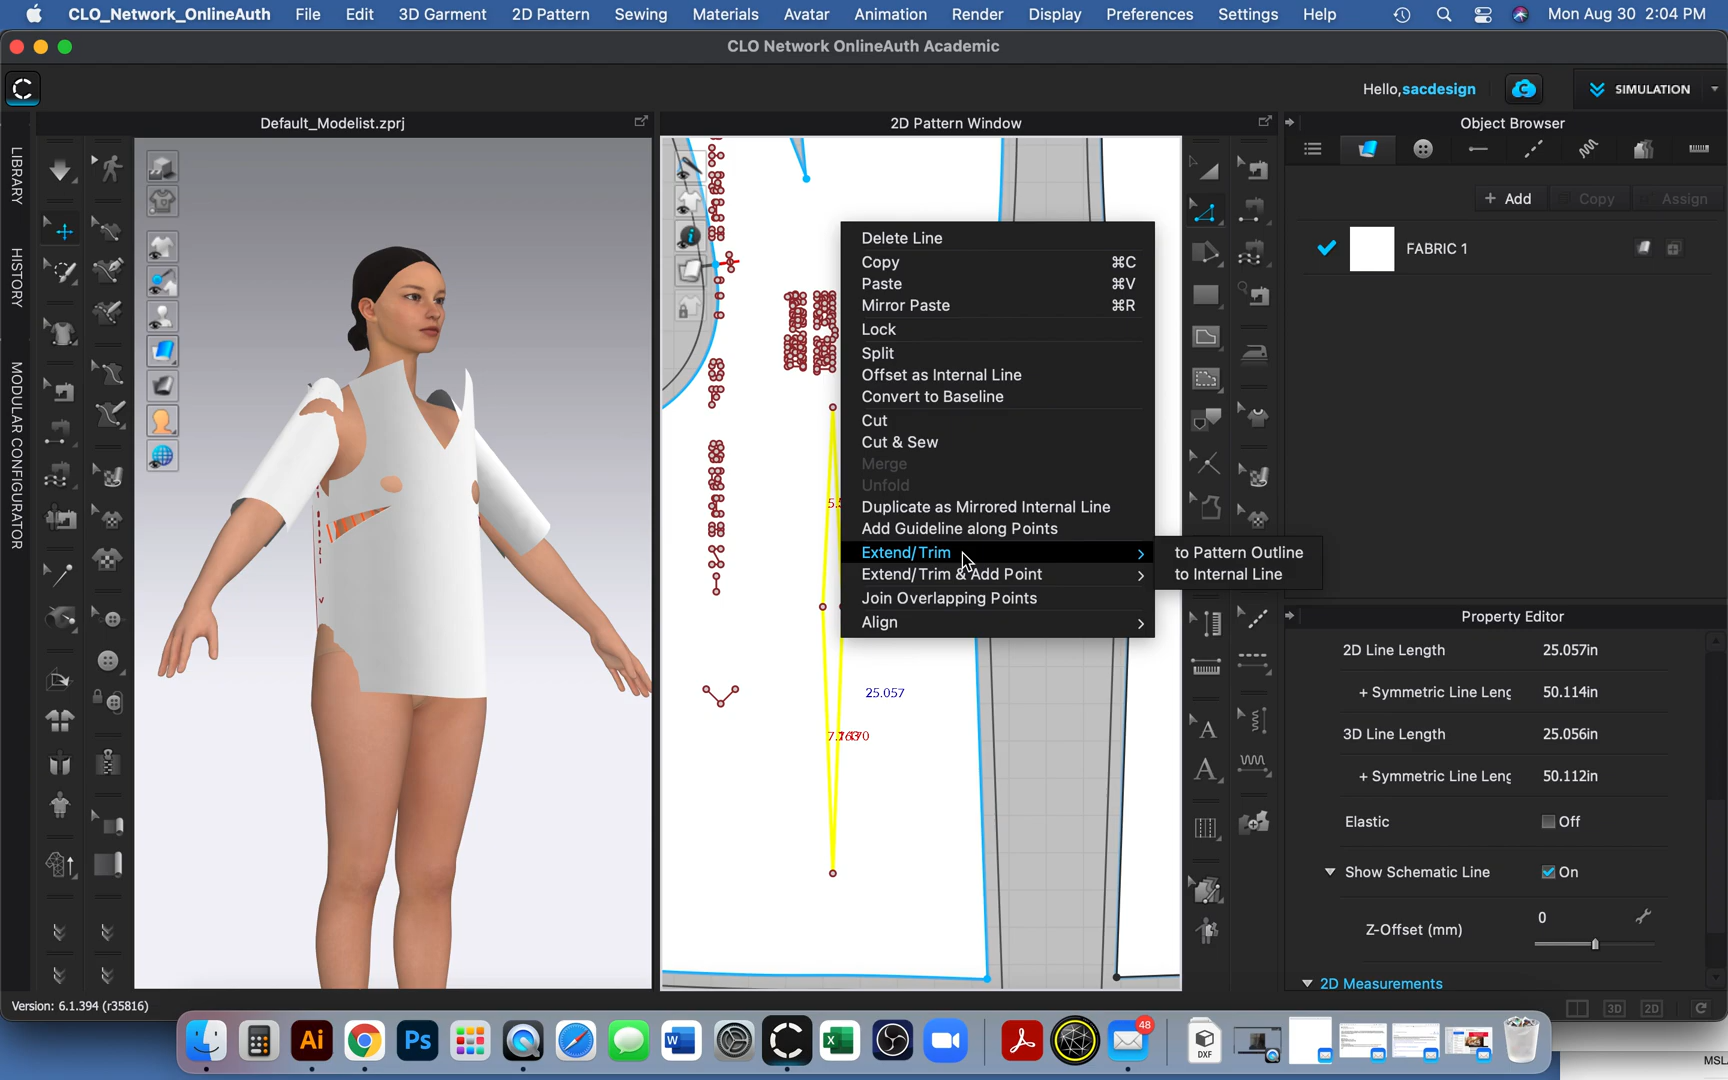 CLO_Network_OnlineAuth File Edit 3D Garment 2D Pattern Sewing Materials Avatar Animation Render Display Preferences Settings Help Mon Aug 30 2:04 PM
CLO Network OnlineAuth Academic
Hello,sacdesign
SIMULATION
Default_Modelist.zprj
2D Pattern Window
Object Browser
LIBRARY
HISTORY
MODULAR CONFIGURATOR
+ Add
Copy
Assign
FABRIC 1
Delete Line
Copy ⌘C
Paste ⌘V
Mirror Paste ⌘R
Lock
Split
Offset as Internal Line
Convert to Baseline
Cut
Cut & Sew
Merge
Unfold
Duplicate as Mirrored Internal Line
Add Guideline along Points
Extend/Trim
Extend/Trim & Add Point
Join Overlapping Points
Align
to Pattern Outline
to Internal Line
25.057
Property Editor
2D Line Length 25.057in
+ Symmetric Line Leng 50.114in
3D Line Length 25.056in
+ Symmetric Line Leng 50.112in
Elastic Off
Show Schematic Line On
Z-Offset (mm) 0
2D Measurements
Version: 6.1.394 (r35816)
3D
2D
Ai
Ps
W
X
48
DXF
MSL